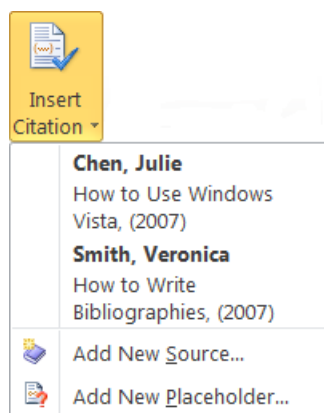 Insert
Citation
Chen, Julie
How to Use Windows
Vista, (2007)
Smith, Veronica
How to Write
Bibliographies, (2007)
Add New Source...
Add New Placeholder...